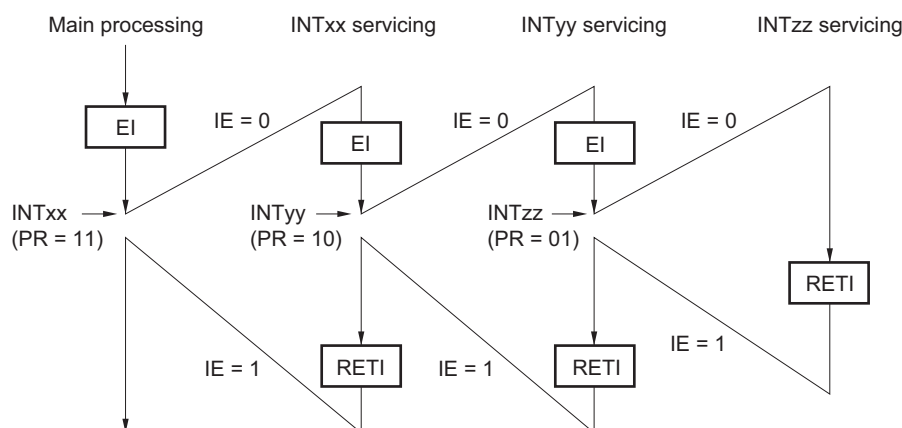 Main processing
INTxx servicing
INTyy servicing
INTzz servicing
EI
IE = 0
EI
IE = 0
EI
IE = 0
INTxx
(PR = 11)
INTyy
(PR = 10)
INTzz
(PR = 01)
RETI
IE = 1
RETI
IE = 1
RETI
IE = 1